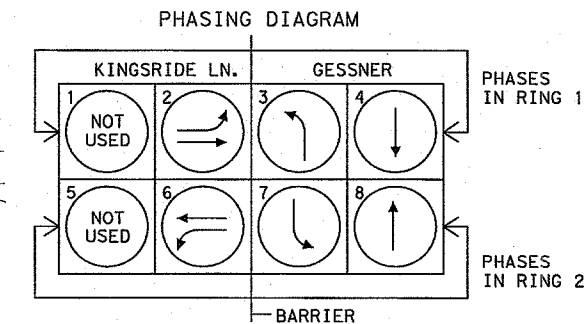 PHASING DIAGRAM
KINGSRIDE LN. GESSNER
1 2 3 4
NOT
USED
PHASES
IN RING 1
5 6 7 8
NOT
USED
PHASES
IN RING 2
BARRIER